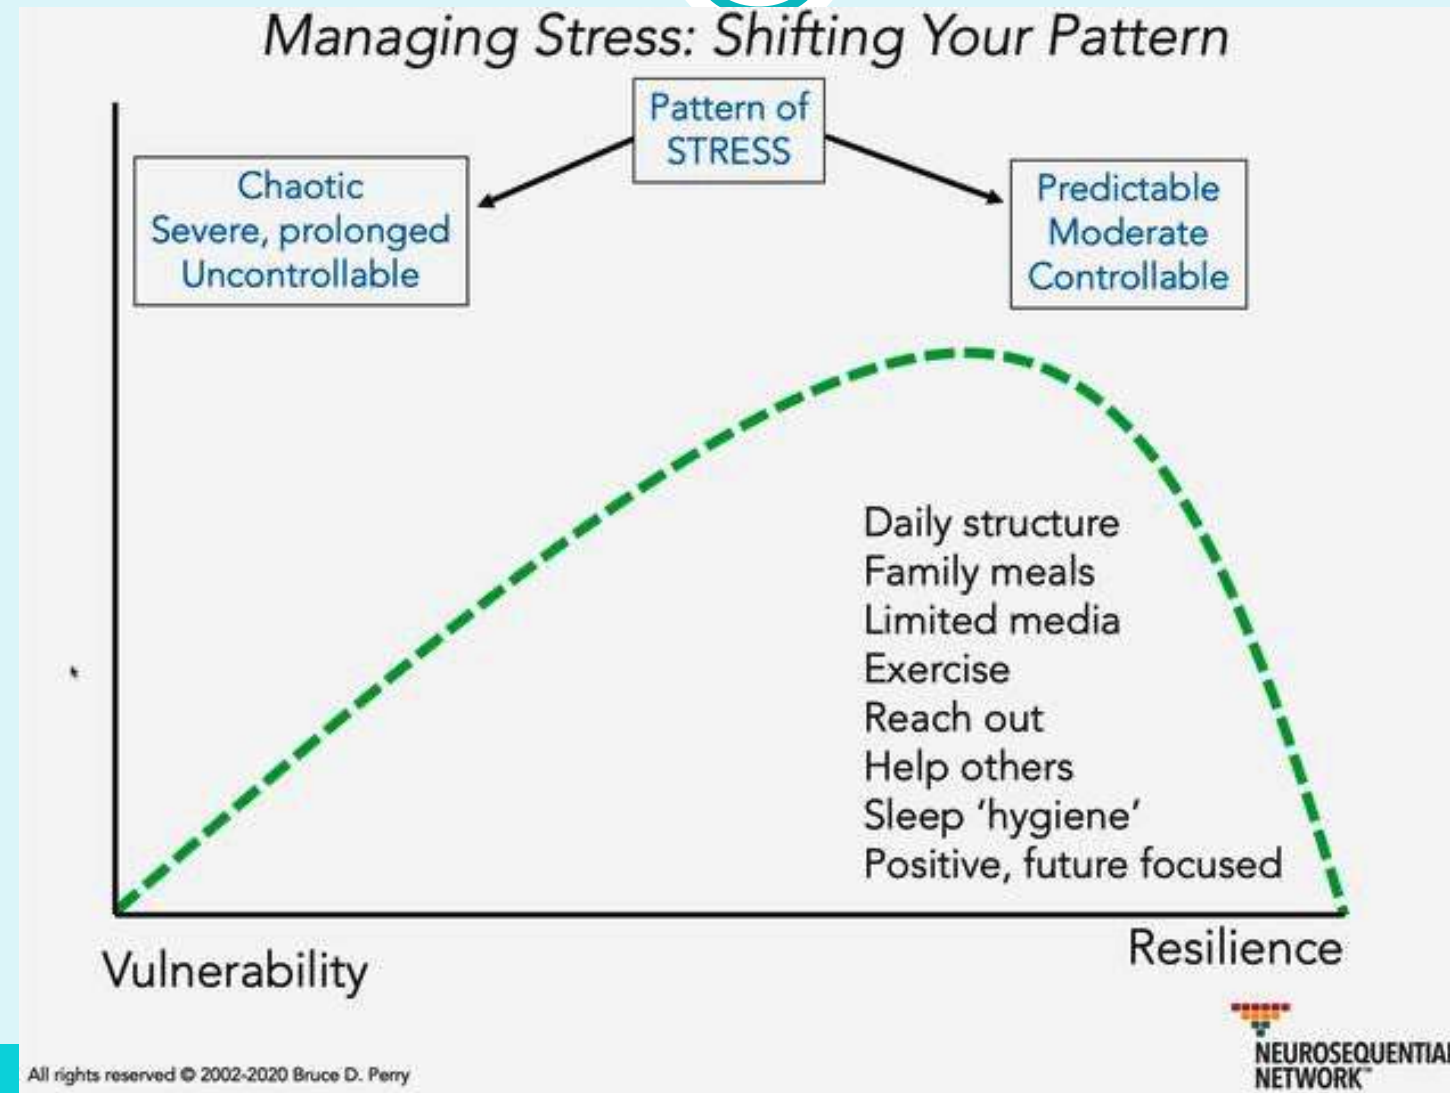 Managing Stress: Shifting Your Pattern
Pattern of
STRESS
Chaotic
Severe, prolonged
Uncontrollable
Predictable
Moderate
Controllable
Daily structure
Family meals
Limited media
Exercise
Reach out
Help others
Sleep ‘hygiene’
Positive, future focused
Vulnerability
Resilience
NEUROSEQUENTIAL
NETWORK™
All rights reserved © 2002-2020 Bruce D. Perry